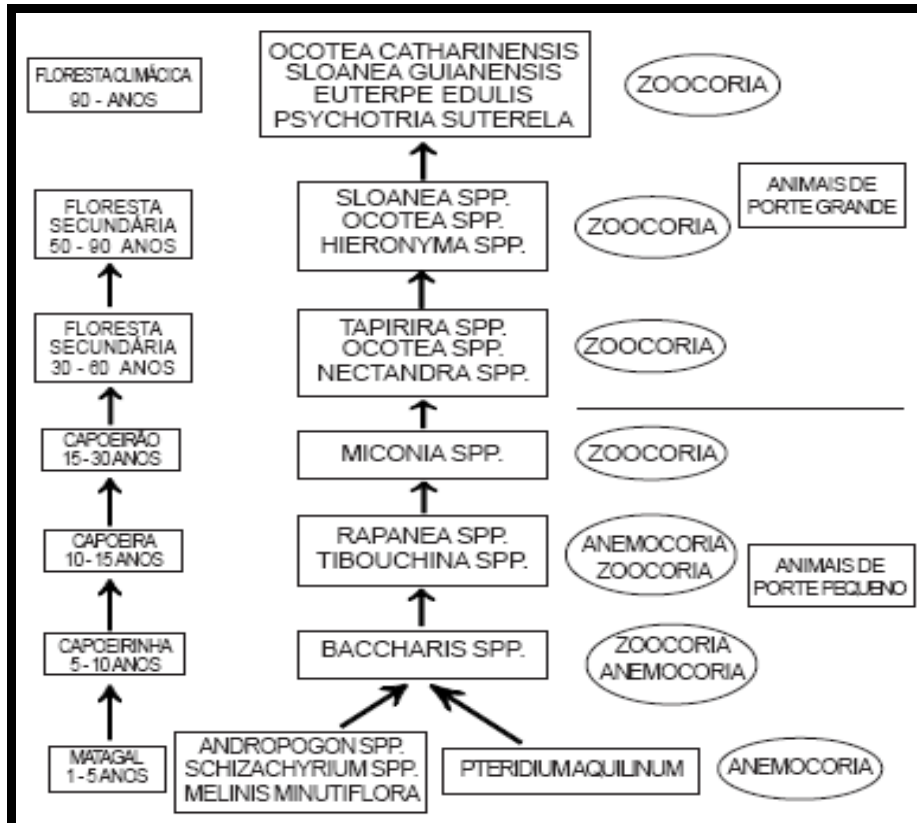 FLORESTA CLIMÁCICA
90 - ANOS
OCOTEA CATHARINENSIS
SLOANEA GUIANENSIS
EUTERPE EDULIS
PSYCHOTRIA SUTERELA
ZOOCORIA
FLORESTA
SECUNDÁRIA
50 - 90 ANOS
SLOANEA SPP.
OCOTEA SPP.
HIERONYMA SPP.
ZOOCORIA
ANIMAIS DE
PORTE GRANDE
FLORESTA
SECUNDÁRIA
30 - 60 ANOS
TAPIRIRA SPP.
OCOTEA SPP.
NECTANDRA SPP.
ZOOCORIA
CAPOEIRÃO
15-30 ANOS
MICONIA SPP.
ZOOCORIA
CAPOEIRA
10-15 ANOS
RAPANEA SPP.
TIBOUCHINA SPP.
ANEMOCORIA
ZOOCORIA
ANIMAIS DE
PORTE PEQUENO
CAPOEIRINHA
5-10 ANOS
BACCHARIS SPP.
ZOOCORIA
ANEMOCORIA
MATAGAL
1-5 ANOS
ANDROPOGON SPP.
SCHIZACHYRIUM SPP.
MELINIS MINUTIFLORA
PTERIDIUM AQUILINUM
ANEMOCORIA